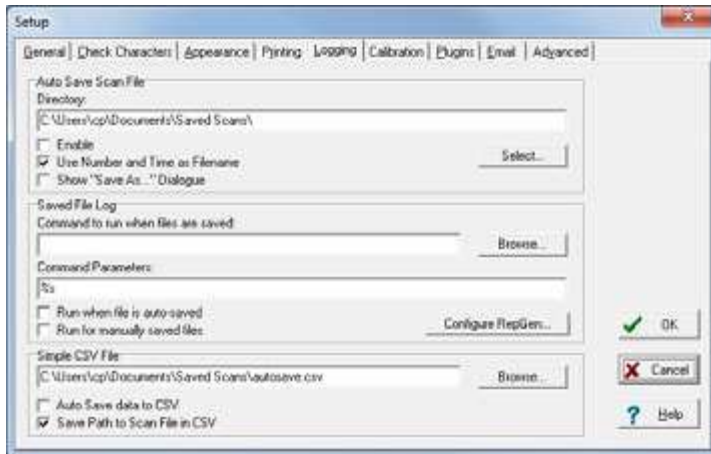 Setup
General Check Characters Appearance Printing Logging Calibration Plugins Email Advanced
Auto Save Scan File
Directory:
C:\Users\cp\Documents\Saved Scans\
Enable
Use Number and Time as Filename
Select...
Show "Save As..." Dialogue
Saved File Log
Command to run when files are saved:
Browse...
Command Parameters:
%s
Run when file is auto-saved
Run for manually saved files
Configure RepGen...
OK
Simple CSV File
C:\Users\cp\Documents\Saved Scans\autosave.csv
Browse...
Cancel
Auto Save data to CSV
Save Path to Scan File in CSV
Help